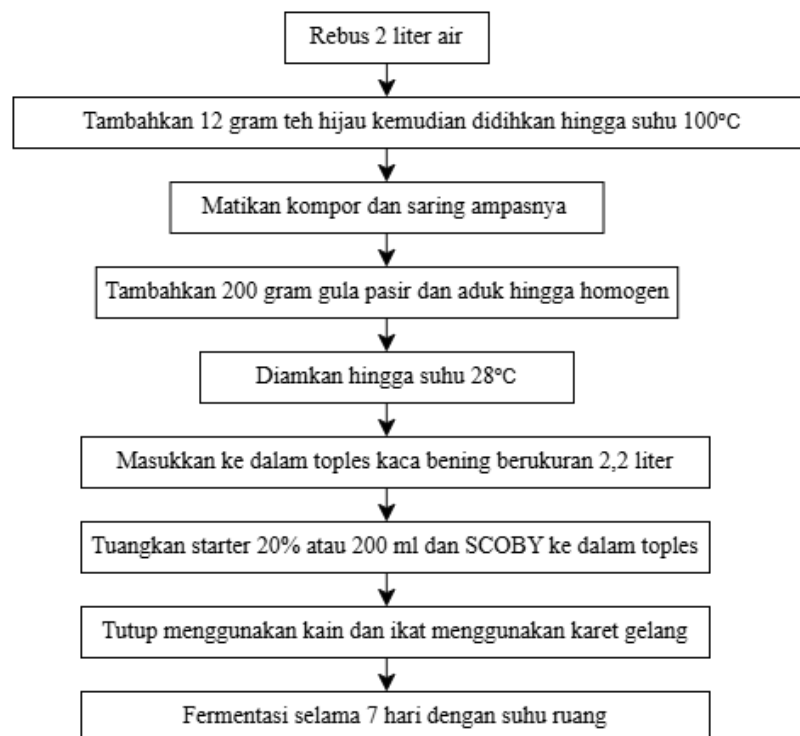 Rebus 2 liter air
Tambahkan 12 gram teh hijau kemudian didihkan hingga suhu 100°C
Matikan kompor dan saring ampasnya
Tambahkan 200 gram gula pasir dan aduk hingga homogen
Diamkan hingga suhu 28°C
Masukkan ke dalam toples kaca bening berukuran 2,2 liter
Tuangkan starter 20% atau 200 ml dan SCOBY ke dalam toples
Tutup menggunakan kain dan ikat menggunakan karet gelang
Fermentasi selama 7 hari dengan suhu ruang